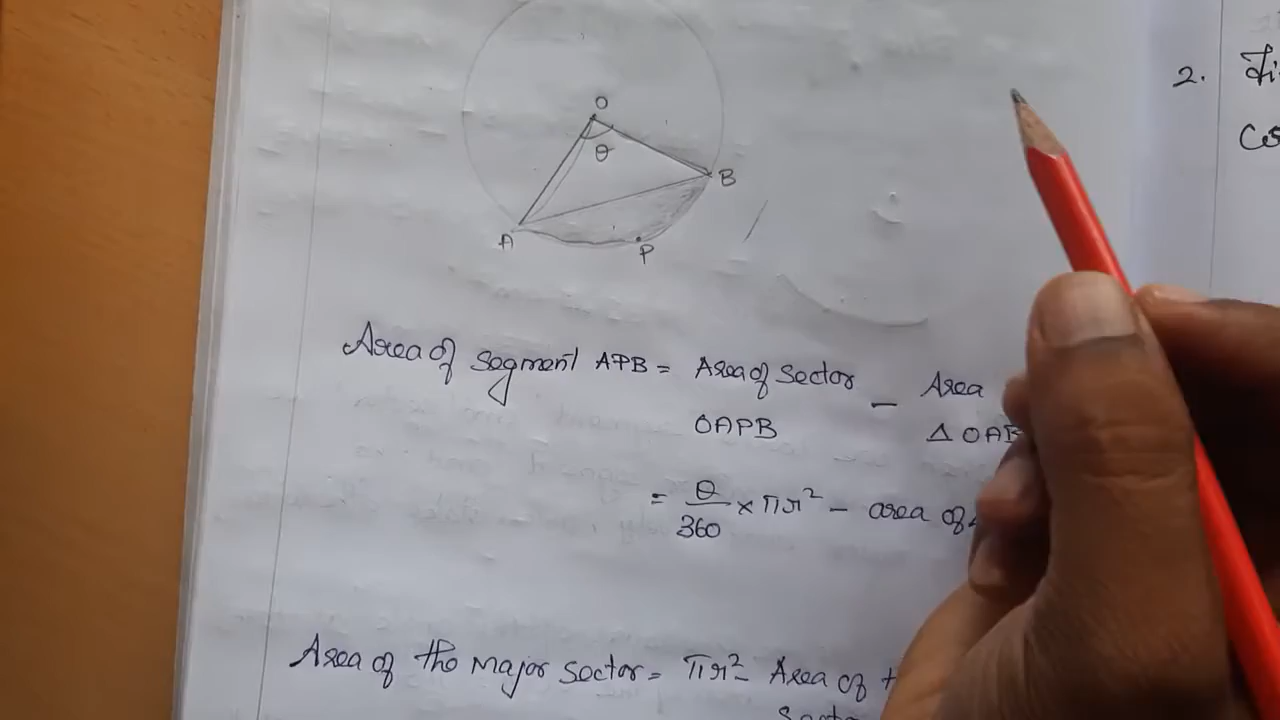 O
θ
B
A
P
2.
Area of segment APB = Area of Sector OAPB – Area Δ OAB
= θ/360 × πr² – area of
Area of the Major sector = πr² – Area of